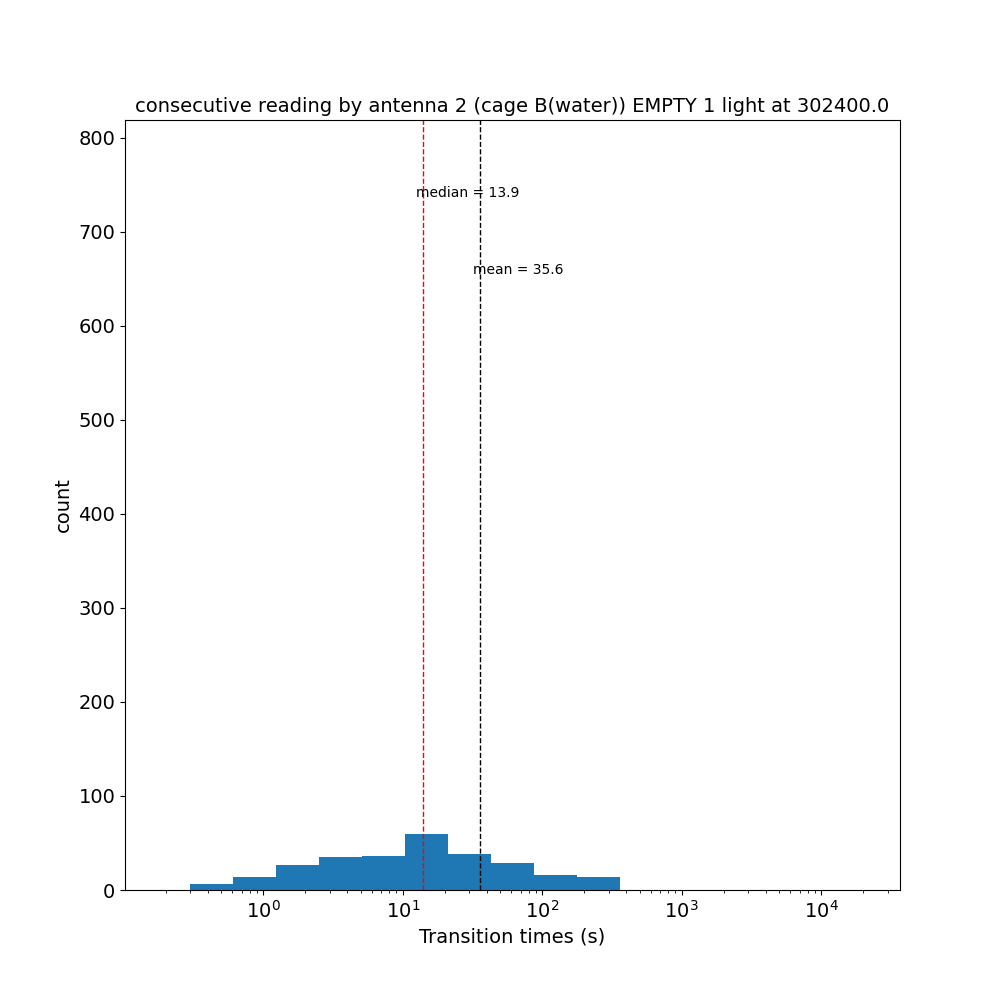 consecutive reading by antenna 2 (cage B(water)) EMPTY 1 light at 302400.0
800
median = 13.9
700
mean = 35.6
600
500
count
400
300
200
100
0
10⁰ 10¹ 10² 10³ 10⁴
Transition times (s)